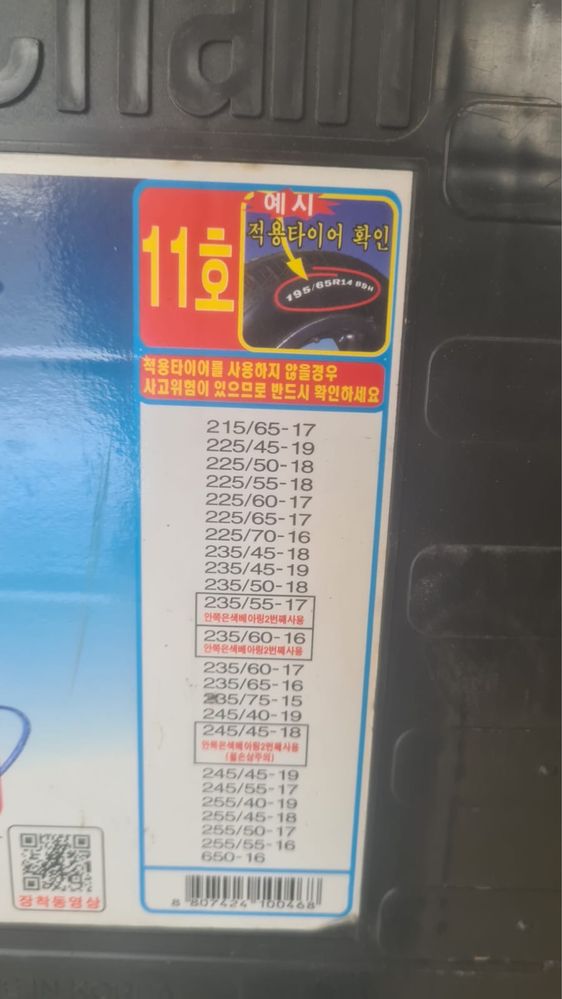 11호
예시
적용타이어 확인
195/65R14 89H
적용타이어를 사용하지 않을경우
사고위험이 있으므로 반드시 확인하세요
215/65-17
225/45-19
225/50-18
225/55-18
225/60-17
225/65-17
225/70-16
235/45-18
235/45-19
235/50-18
235/55-17
안쪽은색베아링2번째사용
235/60-16
안쪽은색베아링2번째사용
235/60-17
235/65-16
235/75-15
245/40-19
245/45-18
안쪽은색베아링2번째사용
(휠손상주의)
245/45-19
245/55-17
255/40-19
255/45-18
255/50-17
255/55-16
650-16
장착동영상
8 807424 100468